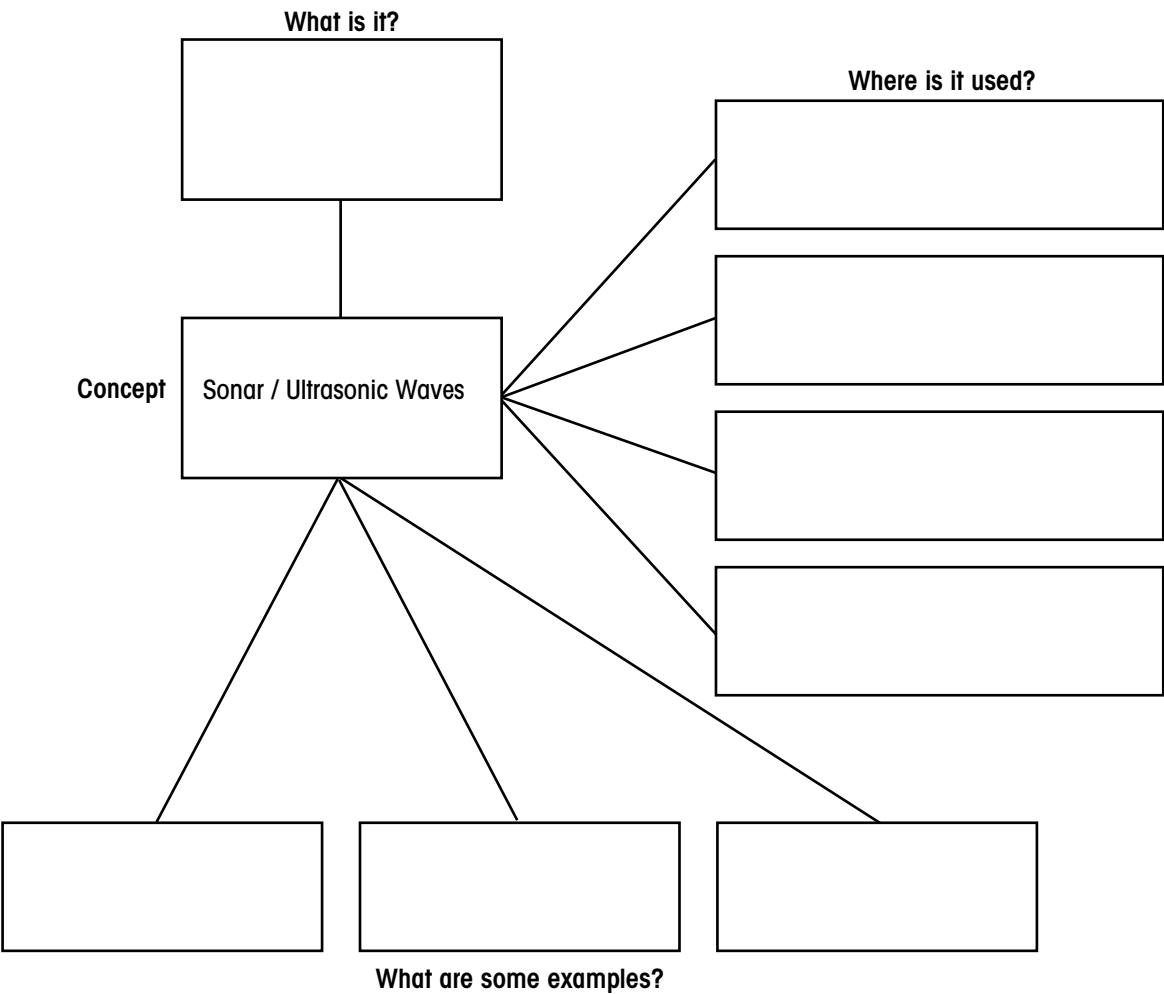 What is it?
Where is it used?
Concept
Sonar / Ultrasonic Waves
What are some examples?